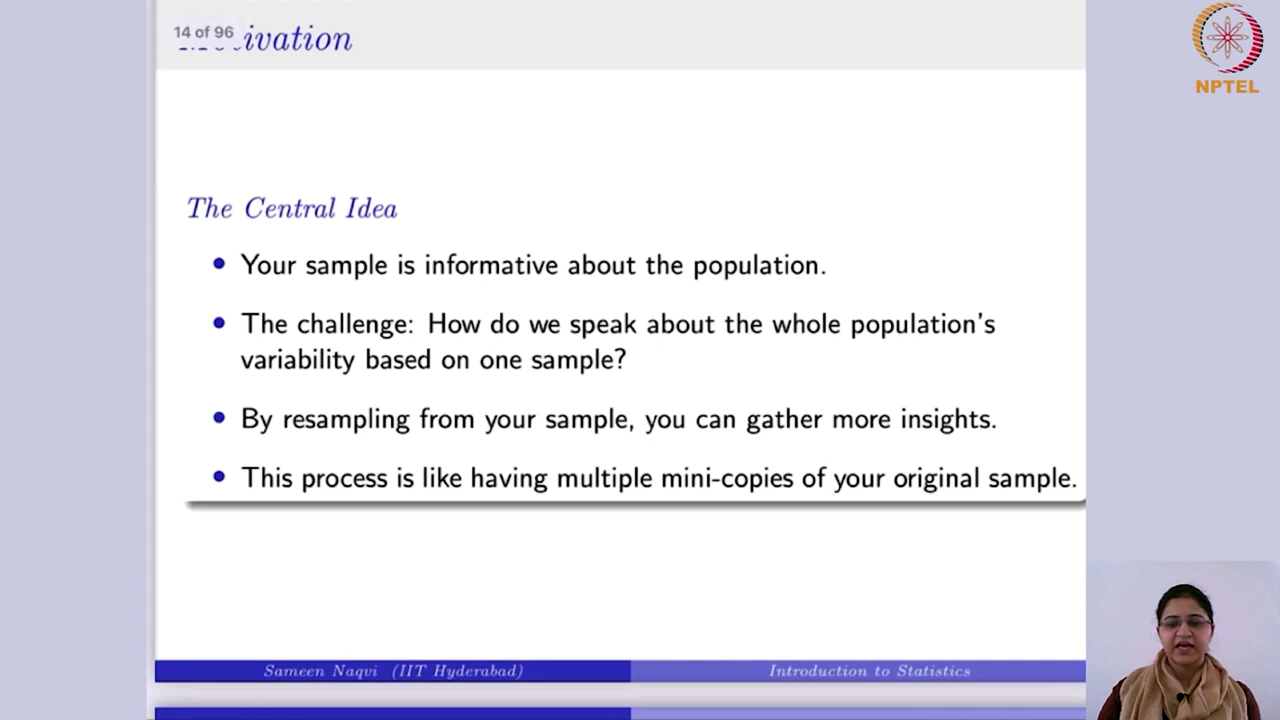 14 of 96
ivation
NPTEL
The Central Idea
Your sample is informative about the population.
The challenge: How do we speak about the whole population's
variability based on one sample?
By resampling from your sample, you can gather more insights.
This process is like having multiple mini-copies of your original sample.
Sameen Naqvi (IIT Hyderabad)
Introduction to Statistics